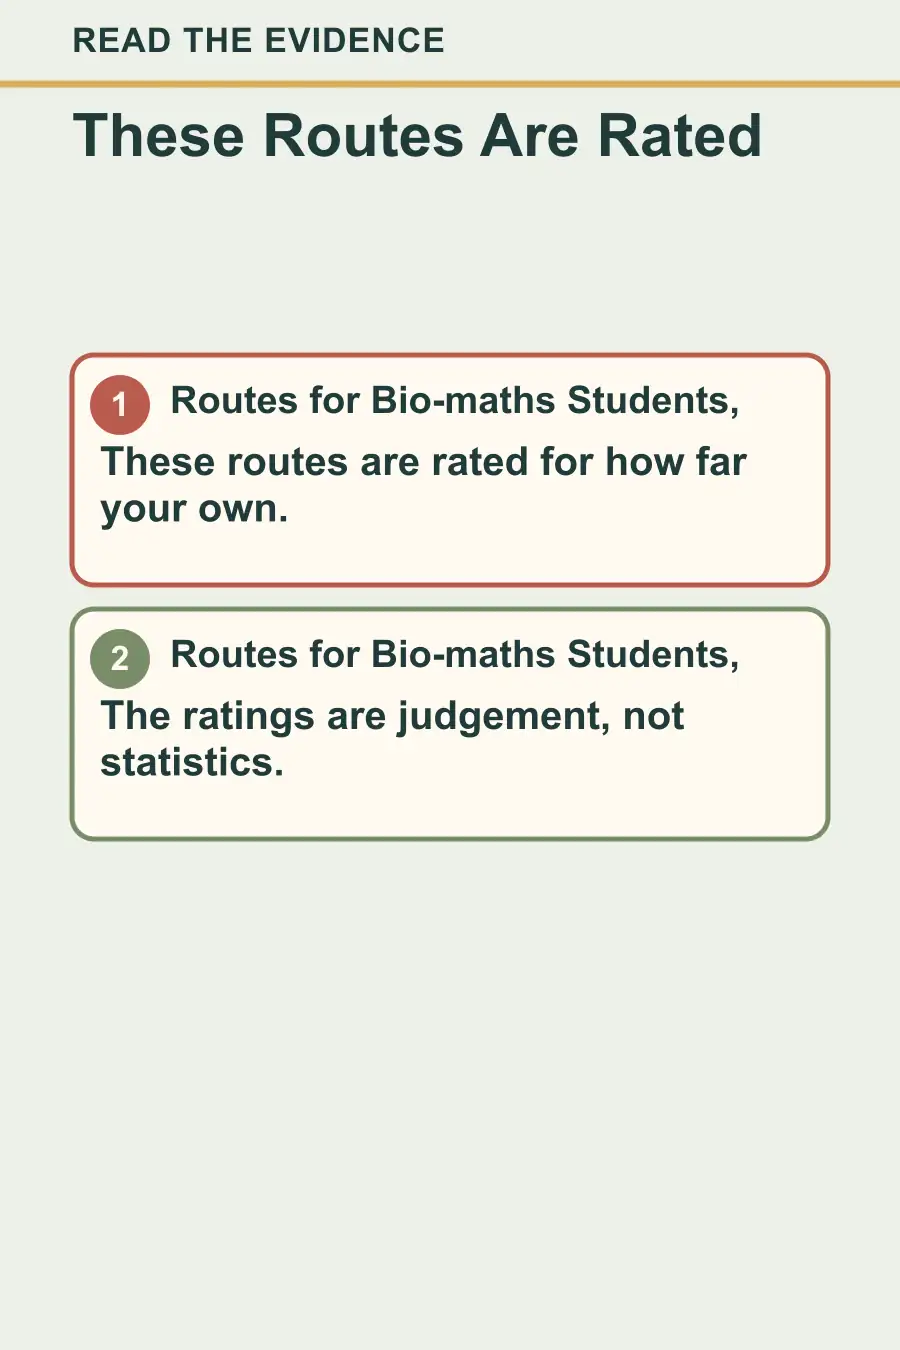 READ THE EVIDENCE
These Routes Are Rated
1 Routes for Bio-maths Students,
These routes are rated for how far
your own.
2 Routes for Bio-maths Students,
The ratings are judgement, not
statistics.